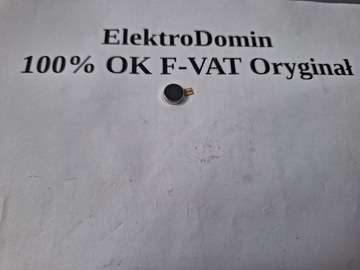 ElektroDomin
100% OK F-VAT Oryginał